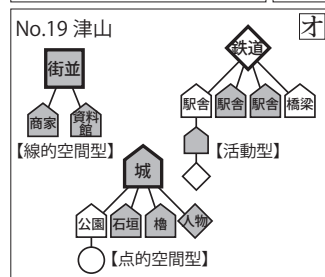 No.19 津山
オ
街並
商家
資料
館
【線的空間型】
鉄道
駅舎
駅舎
駅舎
橋梁
【活動型】
城
公園
石垣
櫓
人物
【点的空間型】